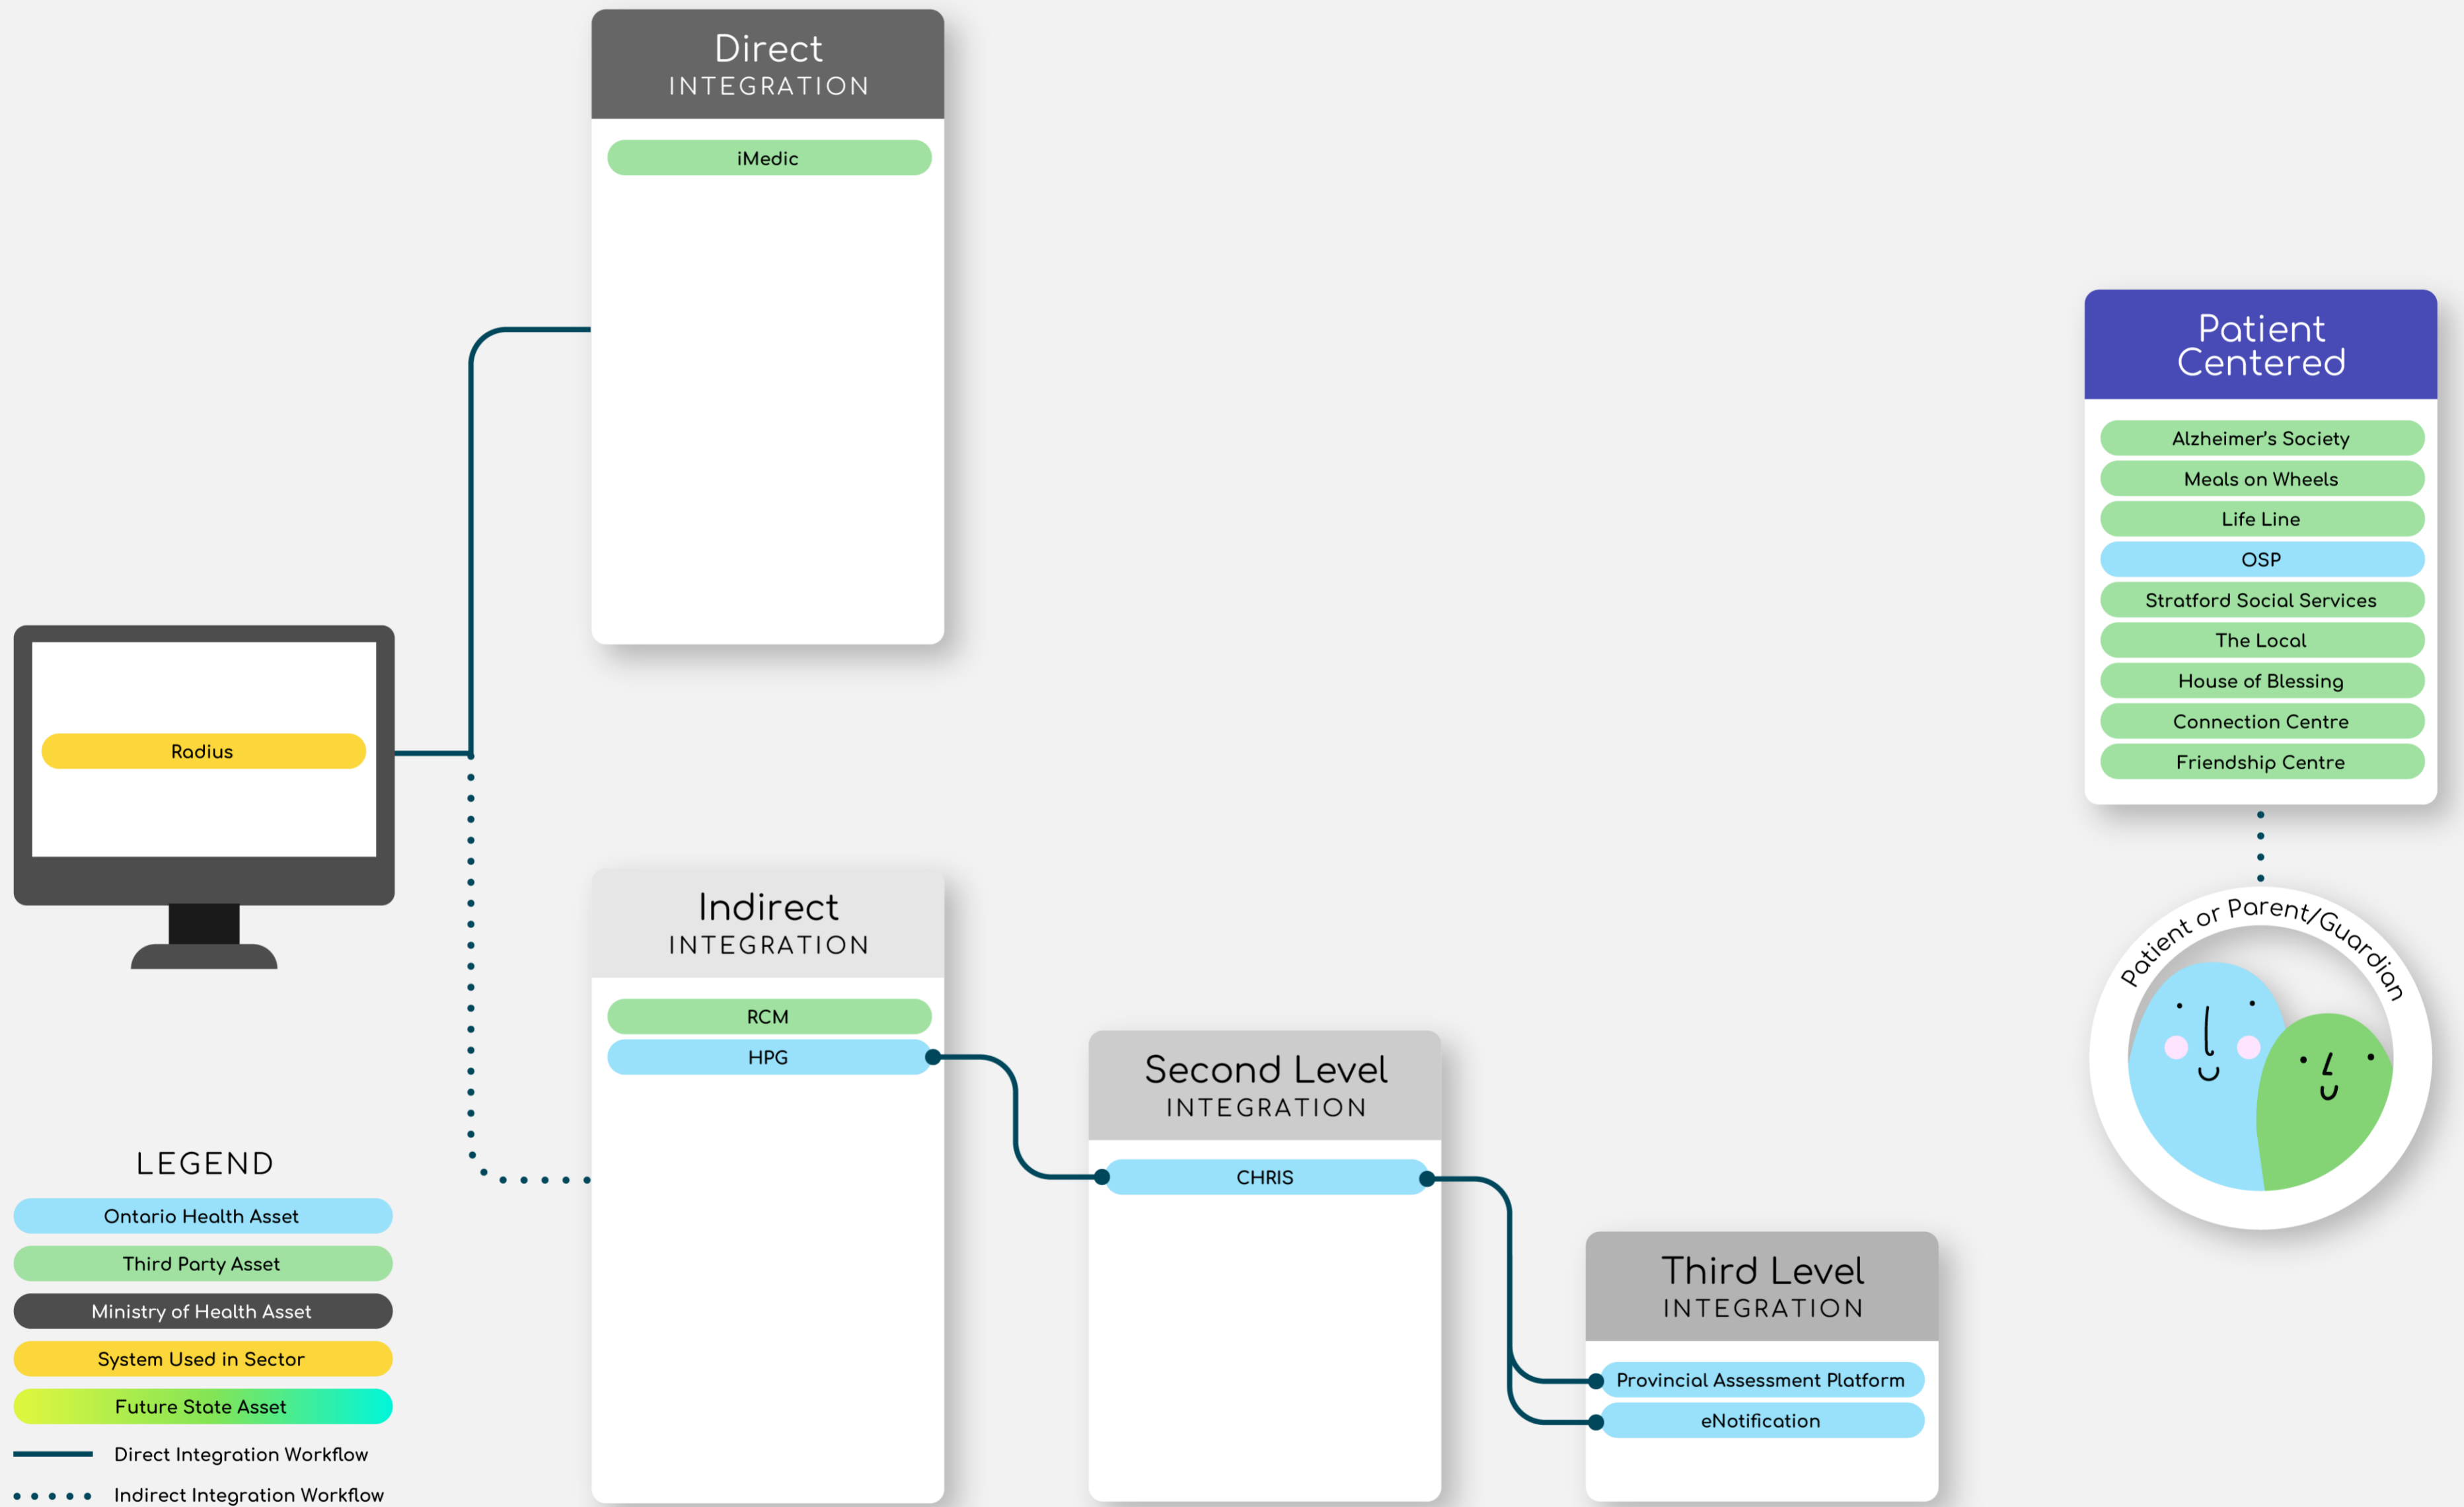 Direct
INTEGRATION
iMedic
Radius
Indirect
INTEGRATION
RCM
HPG
Second Level
INTEGRATION
CHRIS
Third Level
INTEGRATION
Provincial Assessment Platform
eNotification
Patient
Centered
Alzheimer's Society
Meals on Wheels
Life Line
OSP
Stratford Social Services
The Local
House of Blessing
Connection Centre
Friendship Centre
Patient or Parent/Guardian
LEGEND
Ontario Health Asset
Third Party Asset
Ministry of Health Asset
System Used in Sector
Future State Asset
Direct Integration Workflow
Indirect Integration Workflow